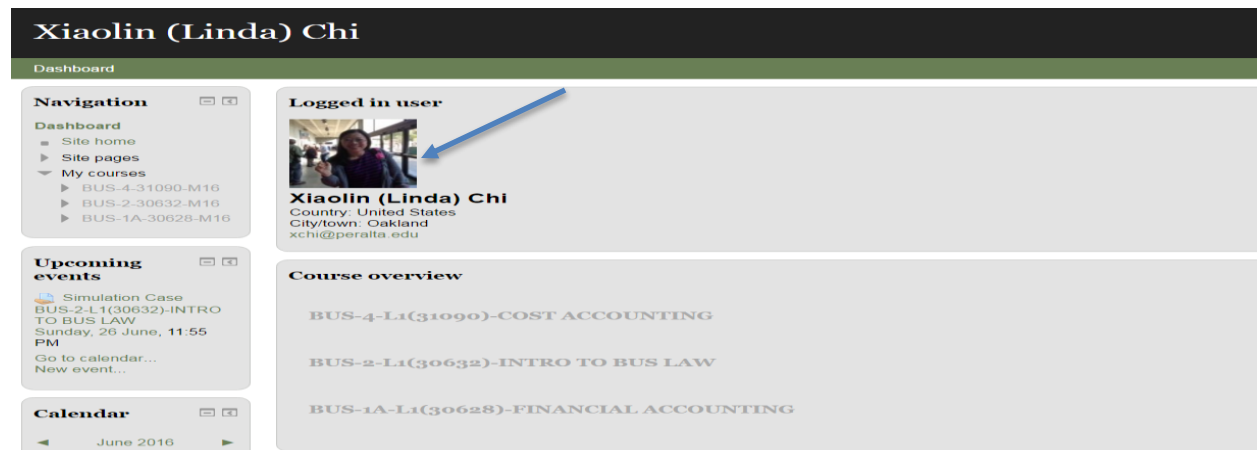 Xiaolin (Linda) Chi
Dashboard
Navigation
Dashboard
Site home
Site pages
My courses
BUS-4-31090-M16
BUS-2-30632-M16
BUS-1A-30628-M16
Upcoming
events
Simulation Case
BUS-2-L1(30632)-INTRO
TO BUS LAW
Sunday, 26 June, 11:55
PM
Go to calendar...
New event...
Calendar
June 2016
Logged in user
Xiaolin (Linda) Chi
Country: United States
City/town: Oakland
xchi@peralta.edu
Course overview
BUS-4-L1(31090)-COST ACCOUNTING
BUS-2-L1(30632)-INTRO TO BUS LAW
BUS-1A-L1(30628)-FINANCIAL ACCOUNTING